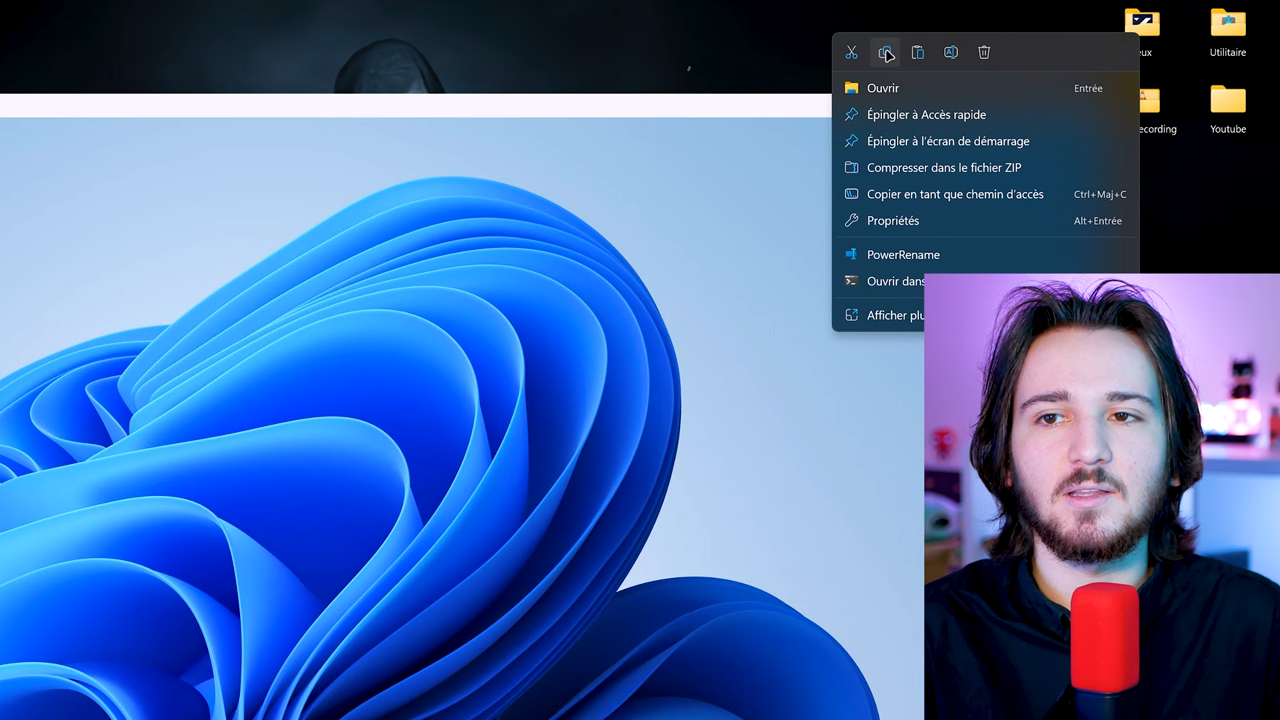 eux
Utilitaire
ecording
Youtube
Ouvrir Entrée
Épingler à Accès rapide
Épingler à l'écran de démarrage
Compresser dans le fichier ZIP
Copier en tant que chemin d'accès Ctrl+Maj+C
Propriétés Alt+Entrée
PowerRename
Ouvrir dans
Afficher plu